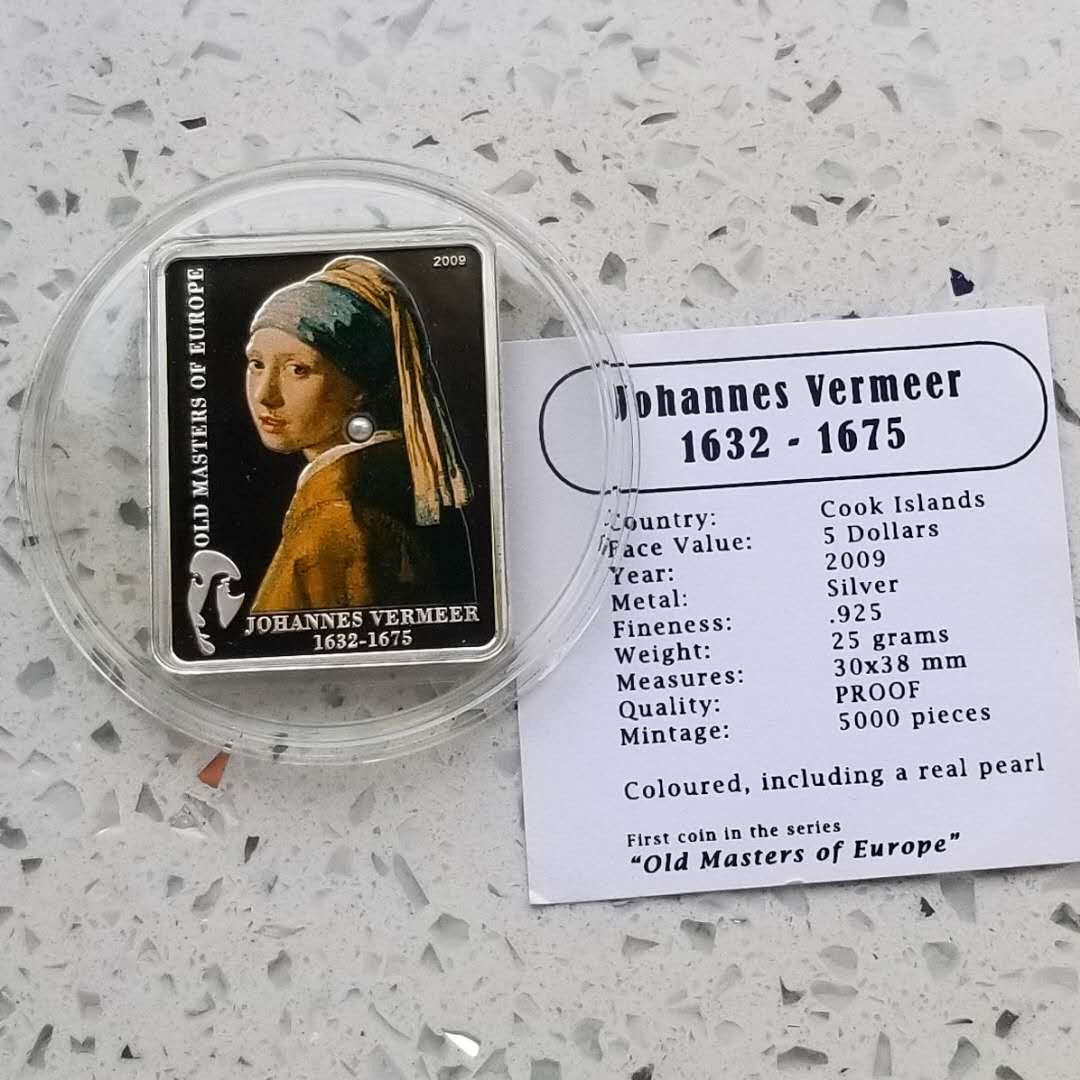 2009
OLD MASTERS OF EUROPE
JOHANNES VERMEER
1632-1675
Johannes Vermeer
1632 - 1675
Country: Cook Islands
Face Value: 5 Dollars
Year: 2009
Metal: Silver
Fineness: .925
Weight: 25 grams
Measures: 30x38 mm
Quality: PROOF
Mintage: 5000 pieces
Coloured, including a real pearl
First coin in the series
“Old Masters of Europe”